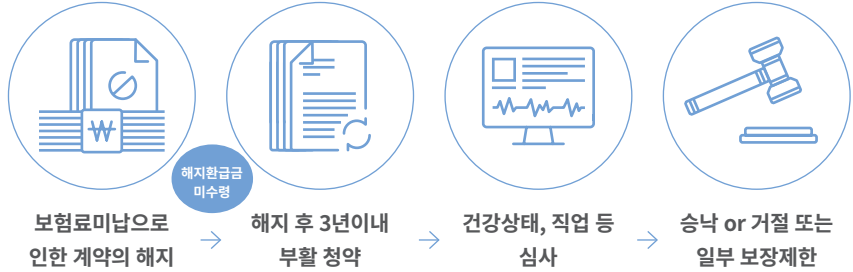 해지환급금
미수령
보험료미납으로
인한 계약의 해지
해지 후 3년이내
부활 청약
건강상태, 직업 등
심사
승낙 or 거절 또는
일부 보장제한